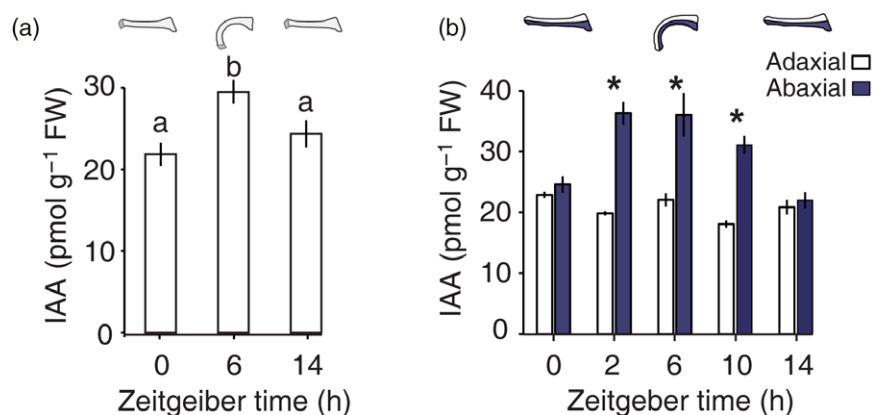 (a)
b
a
a
30
20
10
0
IAA (pmol g⁻¹ FW)
0 6 14
Zeitgeiber time (h)
(b)
Adaxial
Abaxial
* * *
40
30
20
10
0
IAA (pmol g⁻¹ FW)
0 2 6 10 14
Zeitgeber time (h)